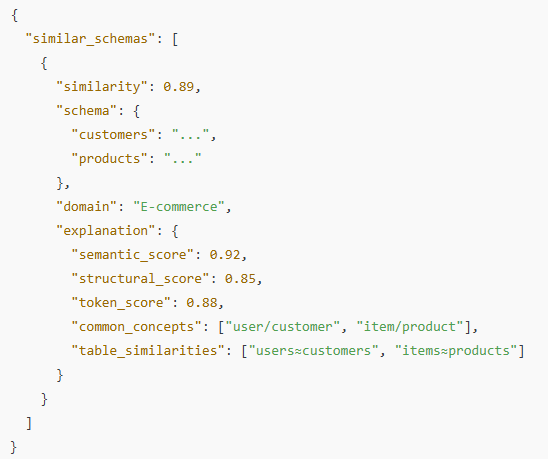 {
  "similar_schemas": [
    {
      "similarity": 0.89,
      "schema": {
        "customers": "...",
        "products": "..."
      },
      "domain": "E-commerce",
      "explanation": {
        "semantic_score": 0.92,
        "structural_score": 0.85,
        "token_score": 0.88,
        "common_concepts": ["user/customer", "item/product"],
        "table_similarities": ["users≈customers", "items≈products"]
      }
    }
  ]
}